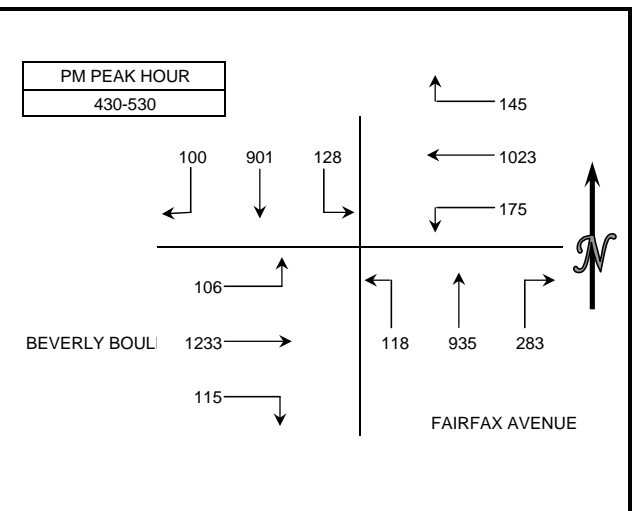 PM PEAK HOUR
430-530
145
100 901 128
1023
175
N
106
BEVERLY BOUL
1233
118 935 283
115
FAIRFAX AVENUE